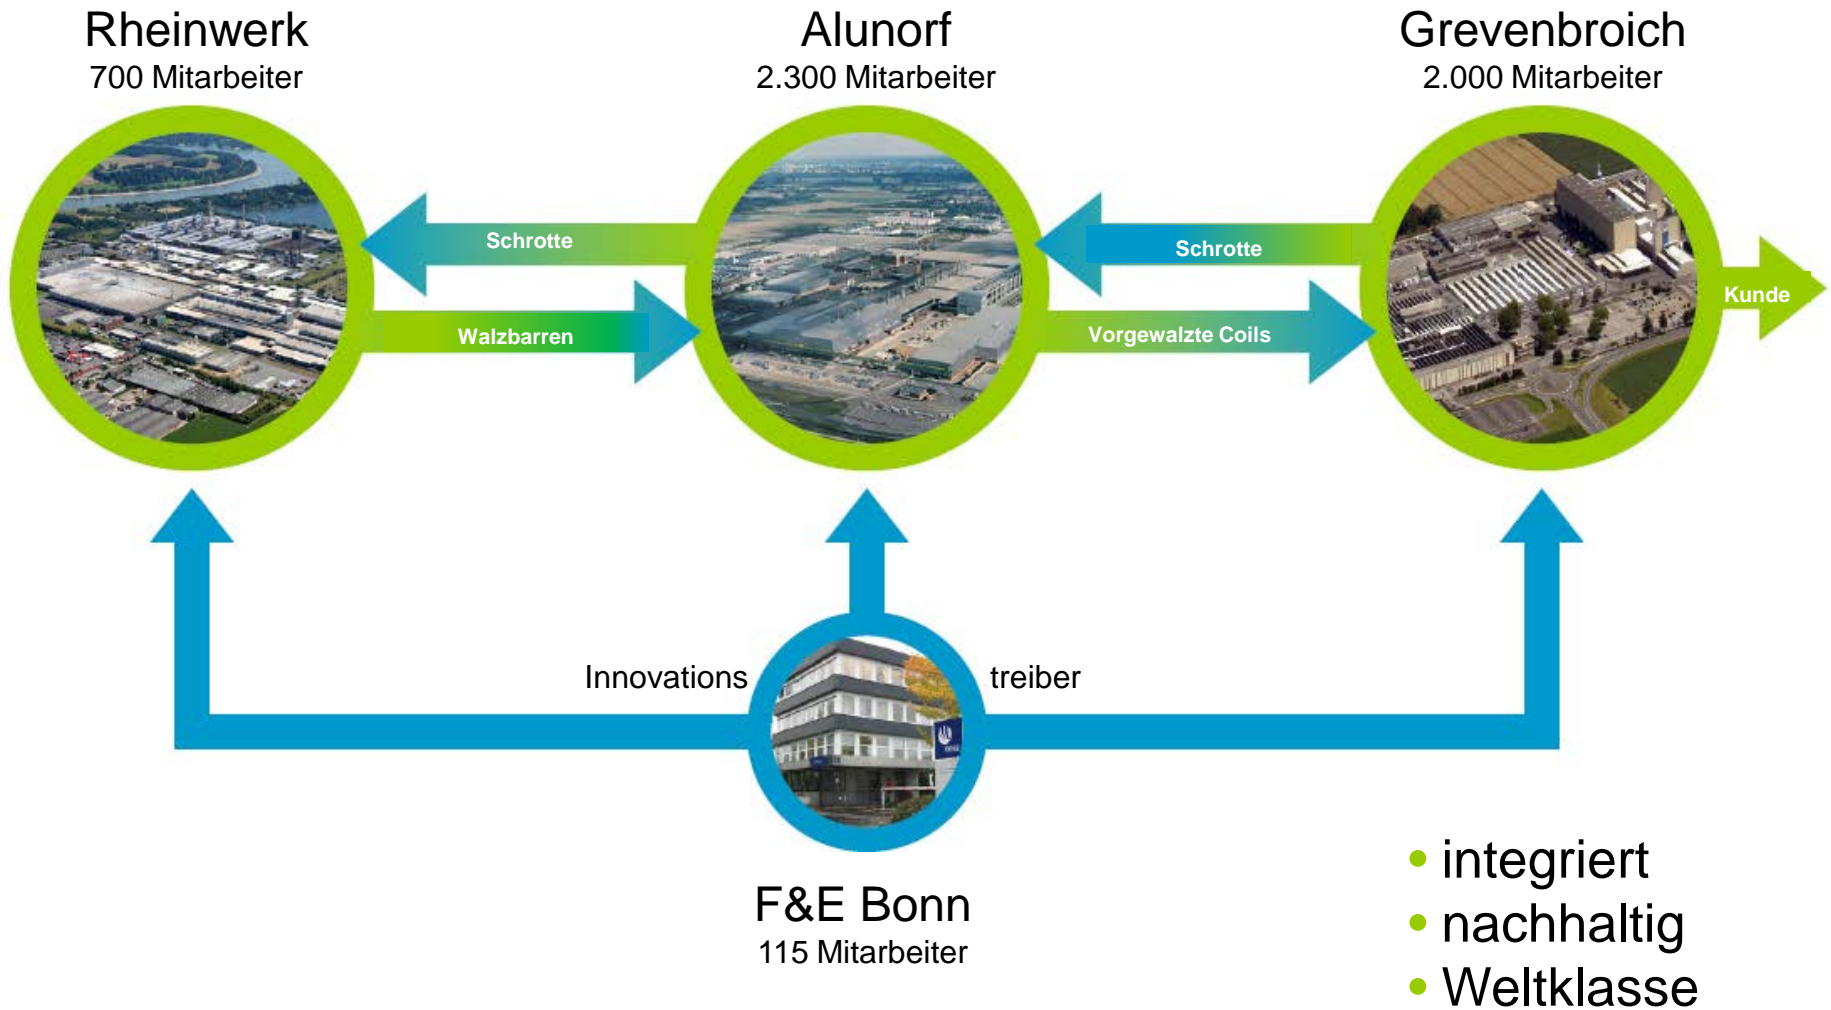 Rheinwerk
700 Mitarbeiter
Alunorf
2.300 Mitarbeiter
Grevenbroich
2.000 Mitarbeiter
Schrotte
Schrotte
Kunde
Walzbarren
Vorgewalzte Coils
Innovations
treiber
F&E Bonn
115 Mitarbeiter
• integriert
• nachhaltig
• Weltklasse